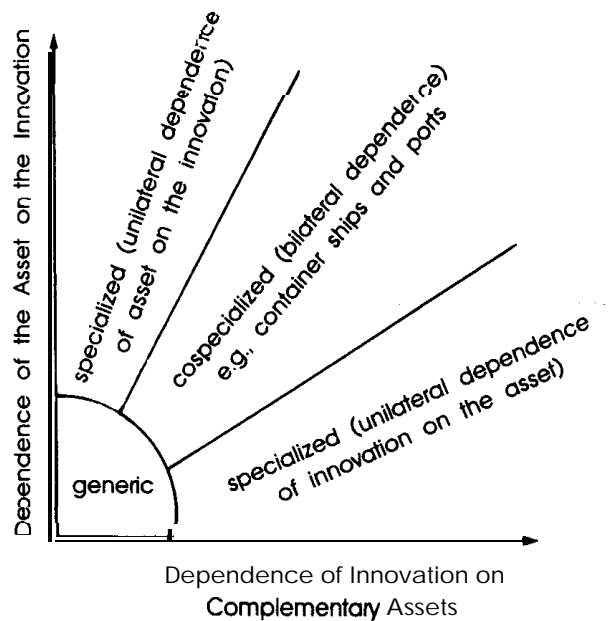 Dependence of the Asset on the Innovation
specialized (unilateral dependence
of asset on the innovation)
cospecialized (bilateral dependence)
e.g., container ships and ports
specialized (unilateral dependence
of innovation on the asset)
generic
Dependence of Innovation on
Complementary Assets